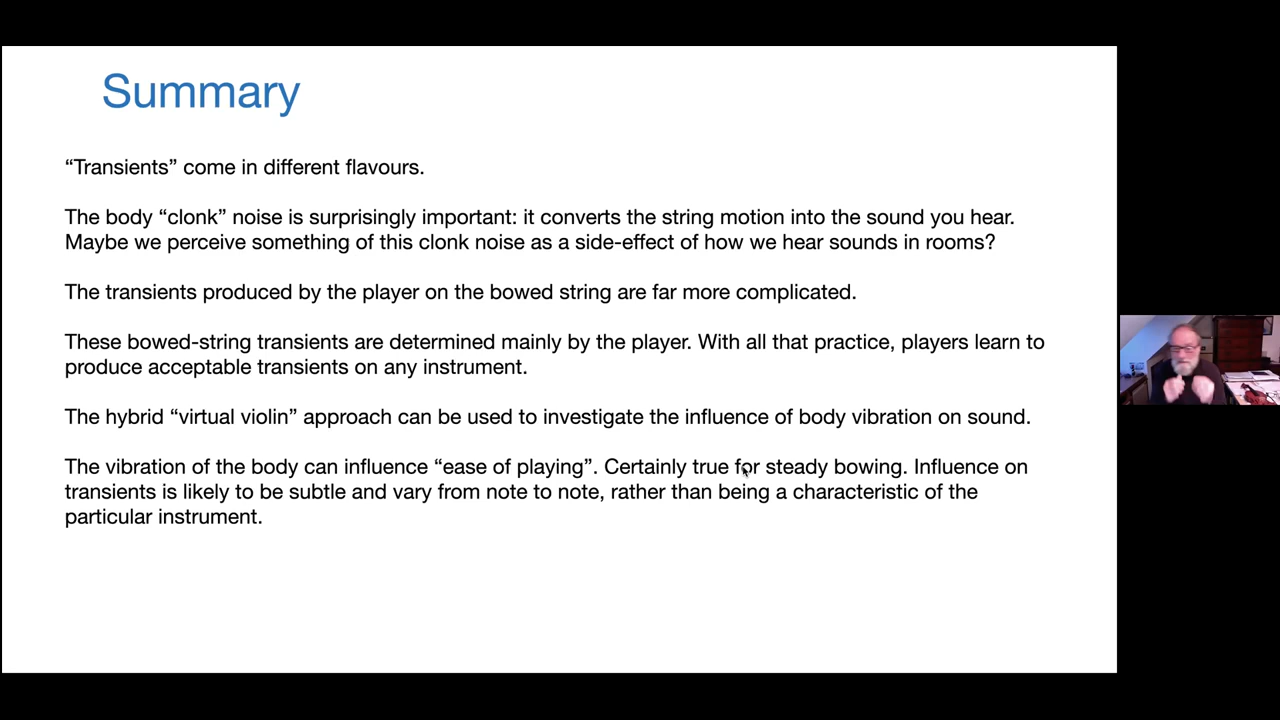 Summary
“Transients” come in different flavours.
The body “clonk” noise is surprisingly important: it converts the string motion into the sound you hear.
Maybe we perceive something of this clonk noise as a side-effect of how we hear sounds in rooms?
The transients produced by the player on the bowed string are far more complicated.
These bowed-string transients are determined mainly by the player. With all that practice, players learn to
produce acceptable transients on any instrument.
The hybrid “virtual violin” approach can be used to investigate the influence of body vibration on sound.
The vibration of the body can influence “ease of playing”. Certainly true for steady bowing. Influence on
transients is likely to be subtle and vary from note to note, rather than being a characteristic of the
particular instrument.